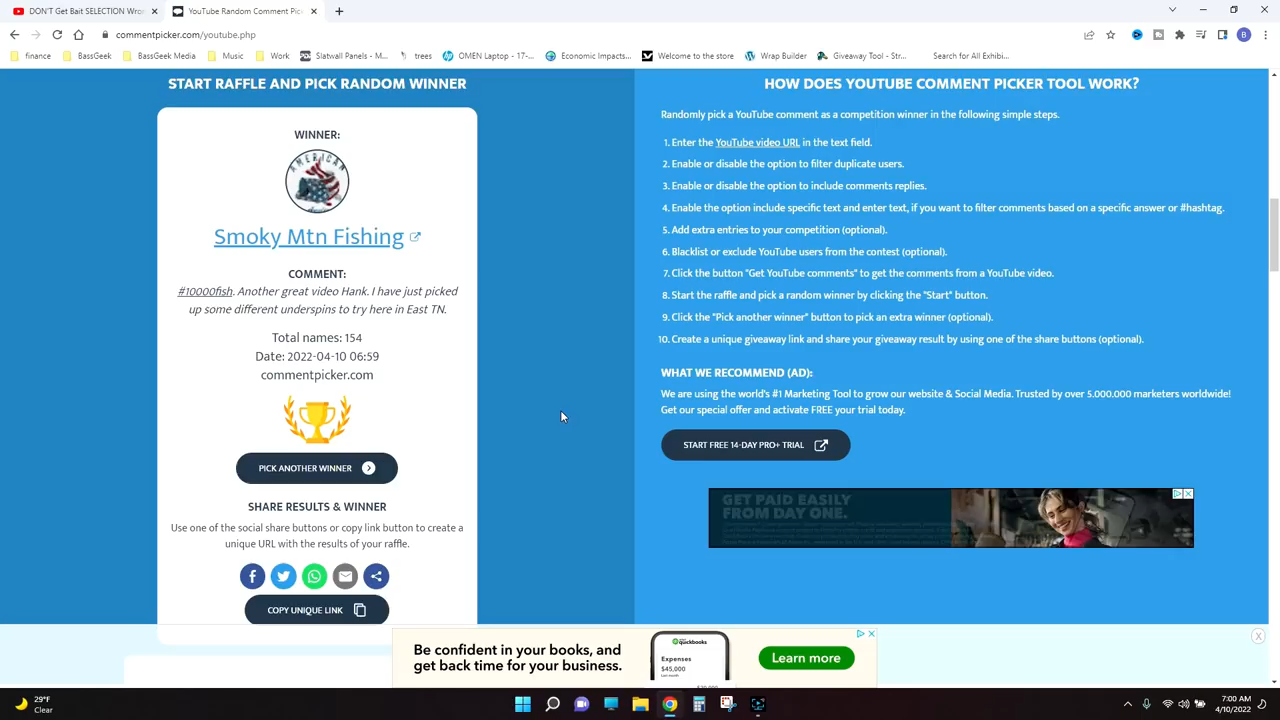 DON'T Get Bait SELECTION Wron
YouTube Random Comment Pick
commentpicker.com/youtube.php
B
finance
BassGeek
BassGeek Media
Music
Work
Slatwall Panels - M...
trees
OMEN Laptop - 17-...
Economic Impacts...
Welcome to the store
Wrap Builder
Giveaway Tool - Str...
Search for All Exhibi...
START RAFFLE AND PICK RANDOM WINNER
WINNER:
AMERICAN
Smoky Mtn Fishing
COMMENT:
#10000fish. Another great video Hank. I have just picked
up some different underspins to try here in East TN.
Total names: 154
Date: 2022-04-10 06:59
commentpicker.com
PICK ANOTHER WINNER
SHARE RESULTS & WINNER
Use one of the social share buttons or copy link button to create a
unique URL with the results of your raffle.
COPY UNIQUE LINK
HOW DOES YOUTUBE COMMENT PICKER TOOL WORK?
Randomly pick a YouTube comment as a competition winner in the following simple steps.
1. Enter the YouTube video URL in the text field.
2. Enable or disable the option to filter duplicate users.
3. Enable or disable the option to include comments replies.
4. Enable the option include specific text and enter text, if you want to filter comments based on a specific answer or #hashtag.
5. Add extra entries to your competition (optional).
6. Blacklist or exclude YouTube users from the contest (optional).
7. Click the button "Get YouTube comments" to get the comments from a YouTube video.
8. Start the raffle and pick a random winner by clicking the "Start" button.
9. Click the "Pick another winner" button to pick an extra winner (optional).
10. Create a unique giveaway link and share your giveaway result by using one of the share buttons (optional).
WHAT WE RECOMMEND (AD):
We are using the world's #1 Marketing Tool to grow our website & Social Media. Trusted by over 5.000.000 marketers worldwide!
Get our special offer and activate FREE your trial today.
START FREE 14-DAY PRO+ TRIAL
GET PAID EASILY
FROM DAY ONE.
Be confident in your books, and
get back time for your business.
quickbooks
Expenses
$45,000
Last month
Learn more
X
29°F
Clear
7:00 AM
4/10/2022